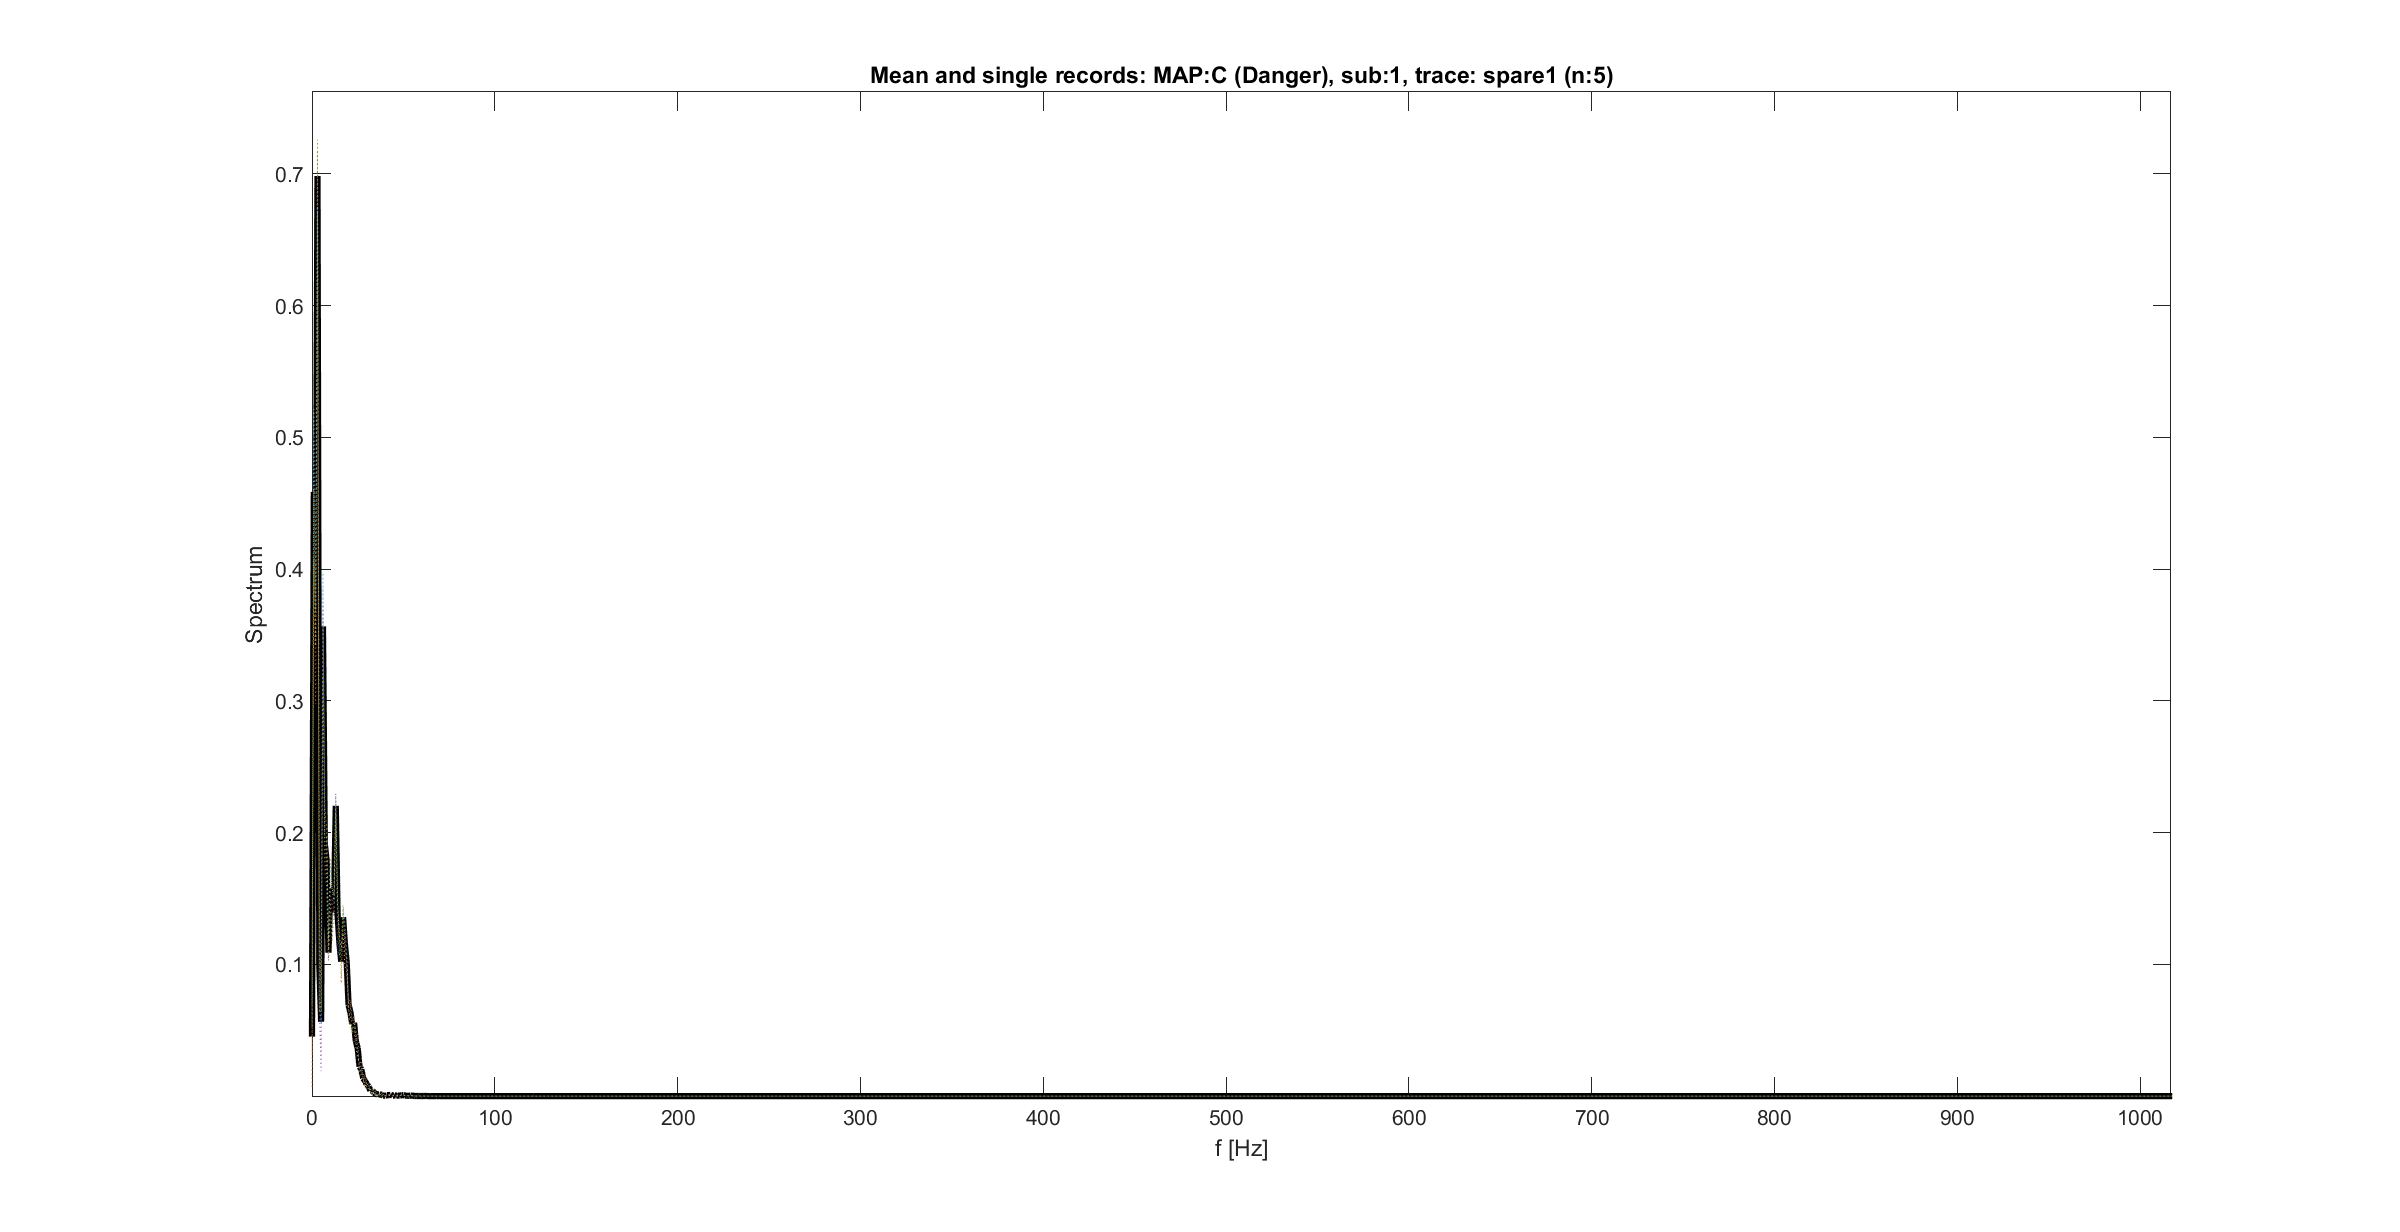 Mean and single records: MAP:C (Danger), sub:1, trace: spare1 (n:5)
0.7
0.6
0.5
0.4
0.3
0.2
0.1
Spectrum
0 100 200 300 400 500 600 700 800 900 1000
f [Hz]